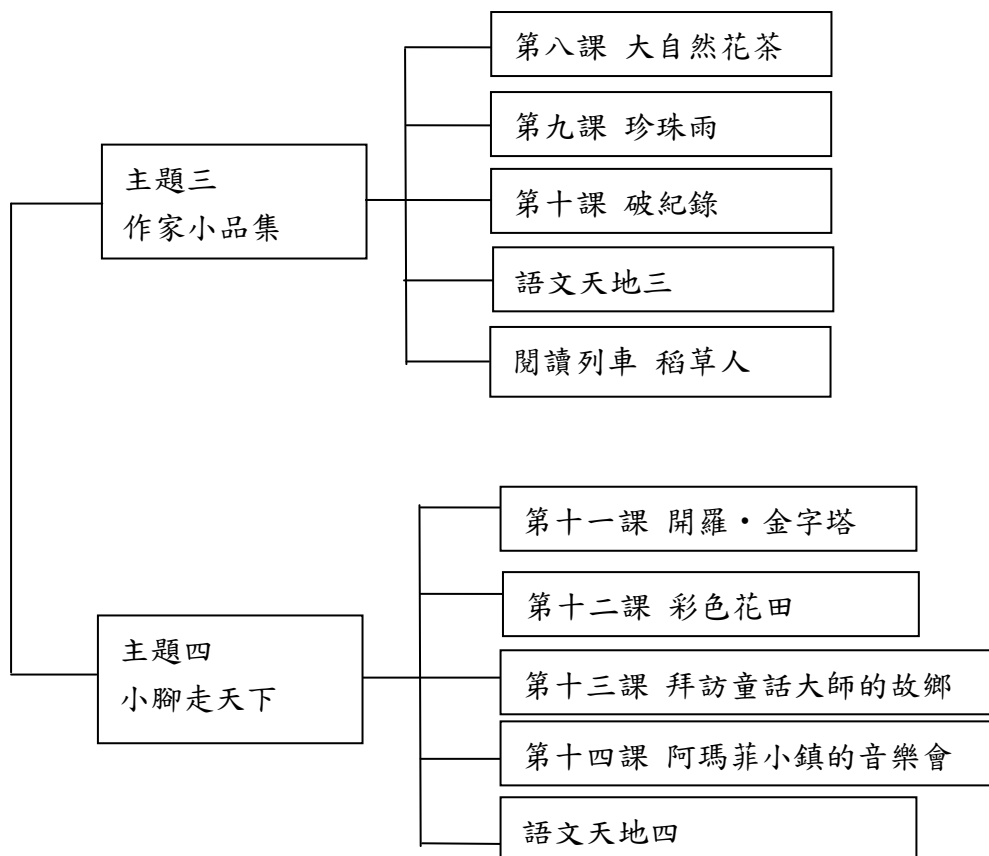 主題三
作家小品集
第八課 大自然花茶
第九課 珍珠雨
第十課 破紀錄
語文天地三
閱讀列車 稻草人
主題四
小腳走天下
第十一課 開羅・金字塔
第十二課 彩色花田
第十三課 拜訪童話大師的故鄉
第十四課 阿瑪菲小鎮的音樂會
語文天地四